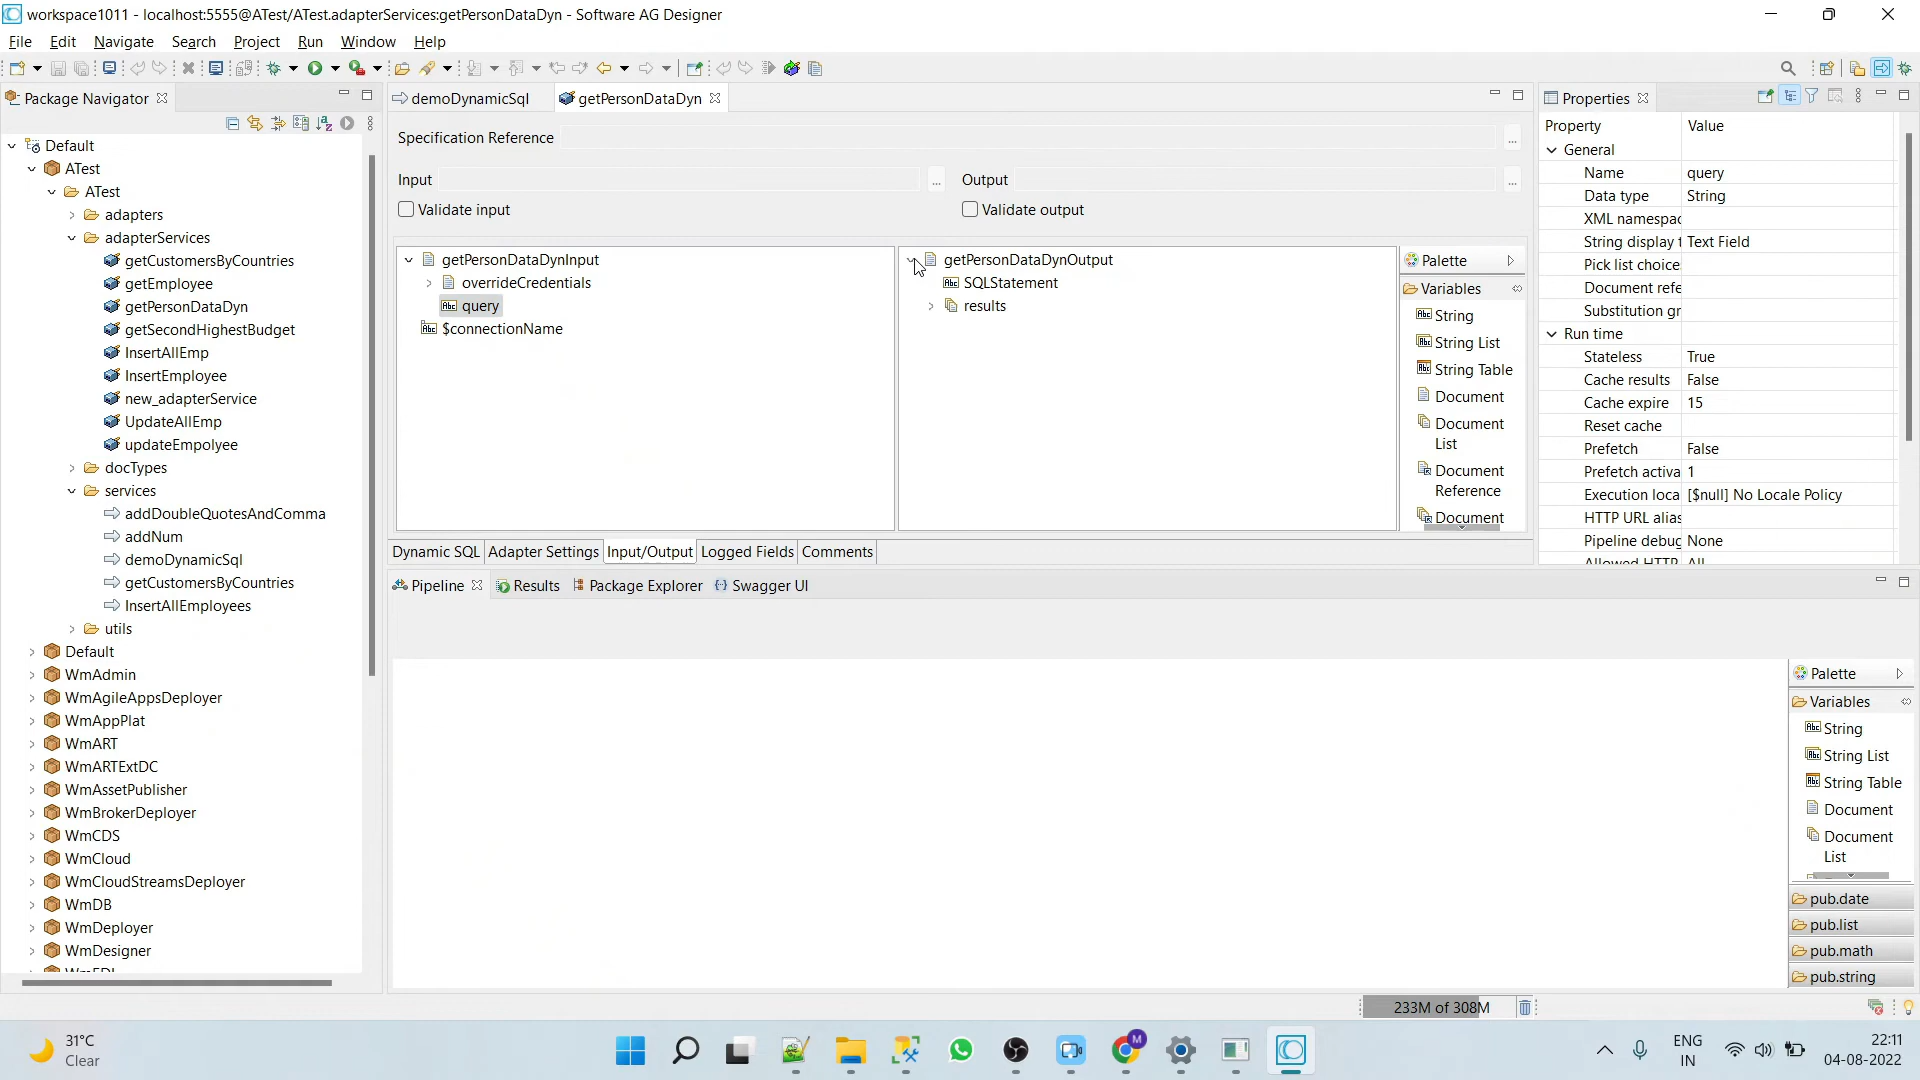 workspace1011 - localhost:5555@ATest/ATest.adapterServices:getPersonDataDyn - Software AG Designer
File Edit Navigate Search Project Run Window Help
Package Navigator
Default
ATest
ATest
adapters
adapterServices
getCustomersByCountries
getEmployee
getPersonDataDyn
getSecondHighestBudget
InsertAllEmp
InsertEmployee
new_adapterService
UpdateAllEmp
updateEmpolyee
docTypes
services
addDoubleQuotesAndComma
addNum
demoDynamicSql
getCustomersByCountries
InsertAllEmployees
utils
Default
WmAdmin
WmAgileAppsDeployer
WmAppPlat
WmART
WmARTExtDC
WmAssetPublisher
WmBrokerDeployer
WmCDS
WmCloud
WmCloudStreamsDeployer
WmDB
WmDeployer
WmDesigner
demoDynamicSql getPersonDataDyn
Specification Reference ...
Input ... Output ...
Validate input Validate output
getPersonDataDynInput
overrideCredentials
query
$connectionName
getPersonDataDynOutput
SQLStatement
results
Palette
Variables
String
String List
String Table
Document
Document
List
Document
Reference
Document
Dynamic SQL Adapter Settings Input/Output Logged Fields Comments
Properties
Property Value
General
Name query
Data type String
XML namespac
String display t Text Field
Pick list choice
Document refe
Substitution gr
Run time
Stateless True
Cache results False
Cache expire 15
Reset cache
Prefetch False
Prefetch activa 1
Execution loca [$null] No Locale Policy
HTTP URL alias
Pipeline debug None
Allowed HTTP All
Pipeline Results Package Explorer Swagger UI
Palette
Variables
String
String List
String Table
Document
Document
List
pub.date
pub.list
pub.math
pub.string
233M of 308M
31°C
Clear
M
ENG
IN
22:11
04-08-2022